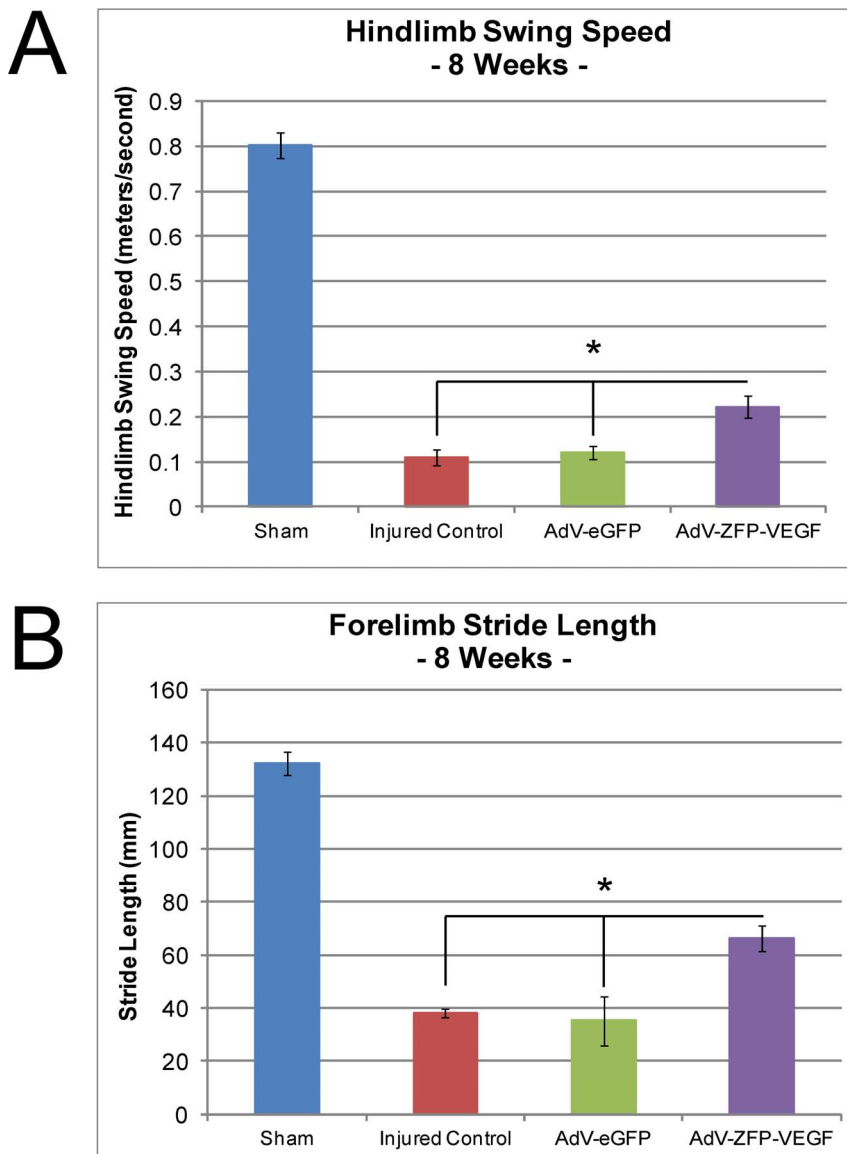 A
Hindlimb Swing Speed
- 8 Weeks -
Hindlimb Swing Speed (meters/second)
0.9
0.8
0.7
0.6
0.5
0.4
0.3
0.2
0.1
0
*
Sham
Injured Control
AdV-eGFP
AdV-ZFP-VEGF
B
Forelimb Stride Length
- 8 Weeks -
Stride Length (mm)
160
140
120
100
80
60
40
20
0
*
Sham
Injured Control
AdV-eGFP
AdV-ZFP-VEGF